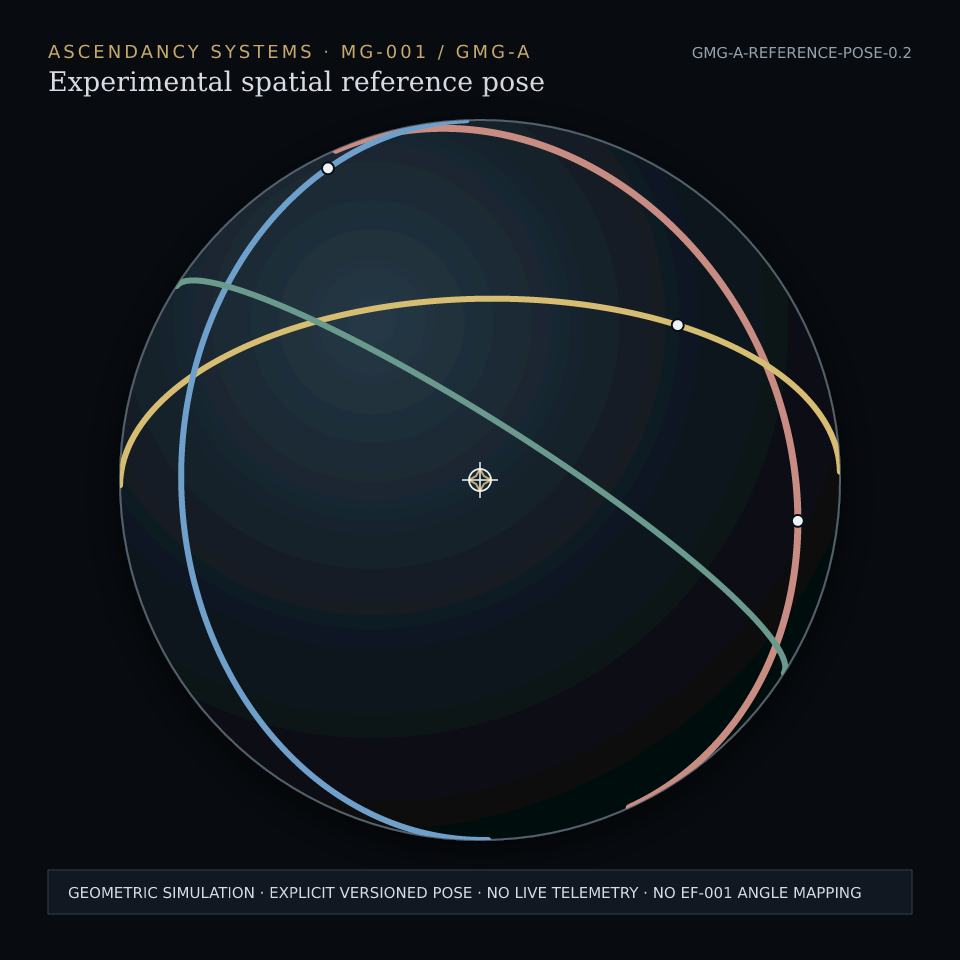 ASCENDANCY SYSTEMS · MG-001 / GMG-A
GMG-A-REFERENCE-POSE-0.2
Experimental spatial reference pose
GEOMETRIC SIMULATION · EXPLICIT VERSIONED POSE · NO LIVE TELEMETRY · NO EF-001 ANGLE MAPPING